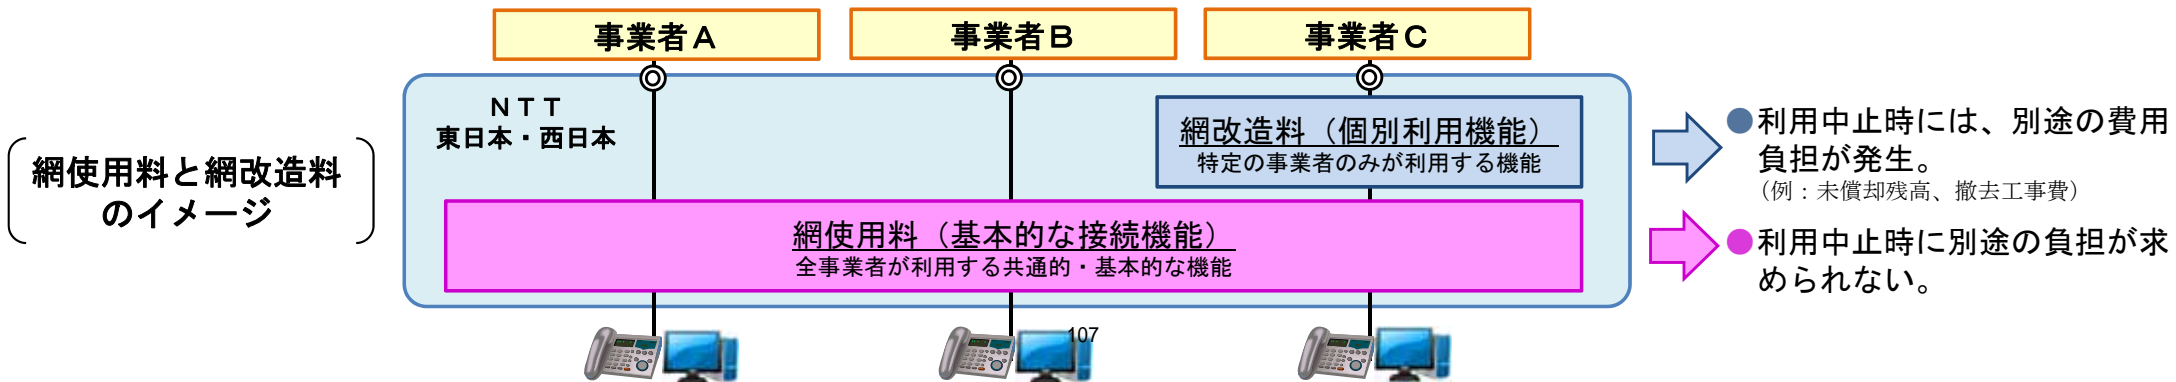 事業者A
事業者B
事業者C
NTT
東日本・西日本
網使用料と網改造料
のイメージ
網改造料（個別利用機能）
特定の事業者のみが利用する機能
網使用料（基本的な接続機能）
全事業者が利用する共通的・基本的な機能
●利用中止時には、別途の費用
負担が発生。
（例：未償却残高、撤去工事費）
●利用中止時に別途の負担が求
められない。
107